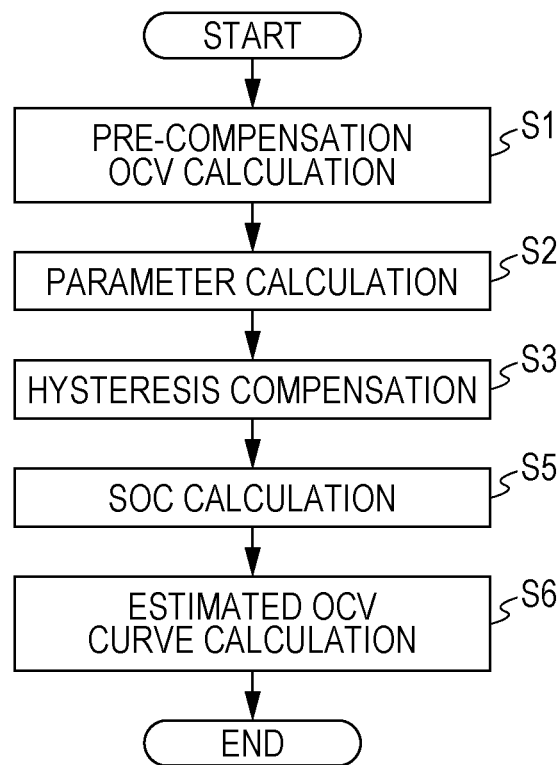 START
PRE-COMPENSATION
OCV CALCULATION
S1
PARAMETER CALCULATION
S2
HYSTERESIS COMPENSATION
S3
SOC CALCULATION
S5
ESTIMATED OCV
CURVE CALCULATION
S6
END